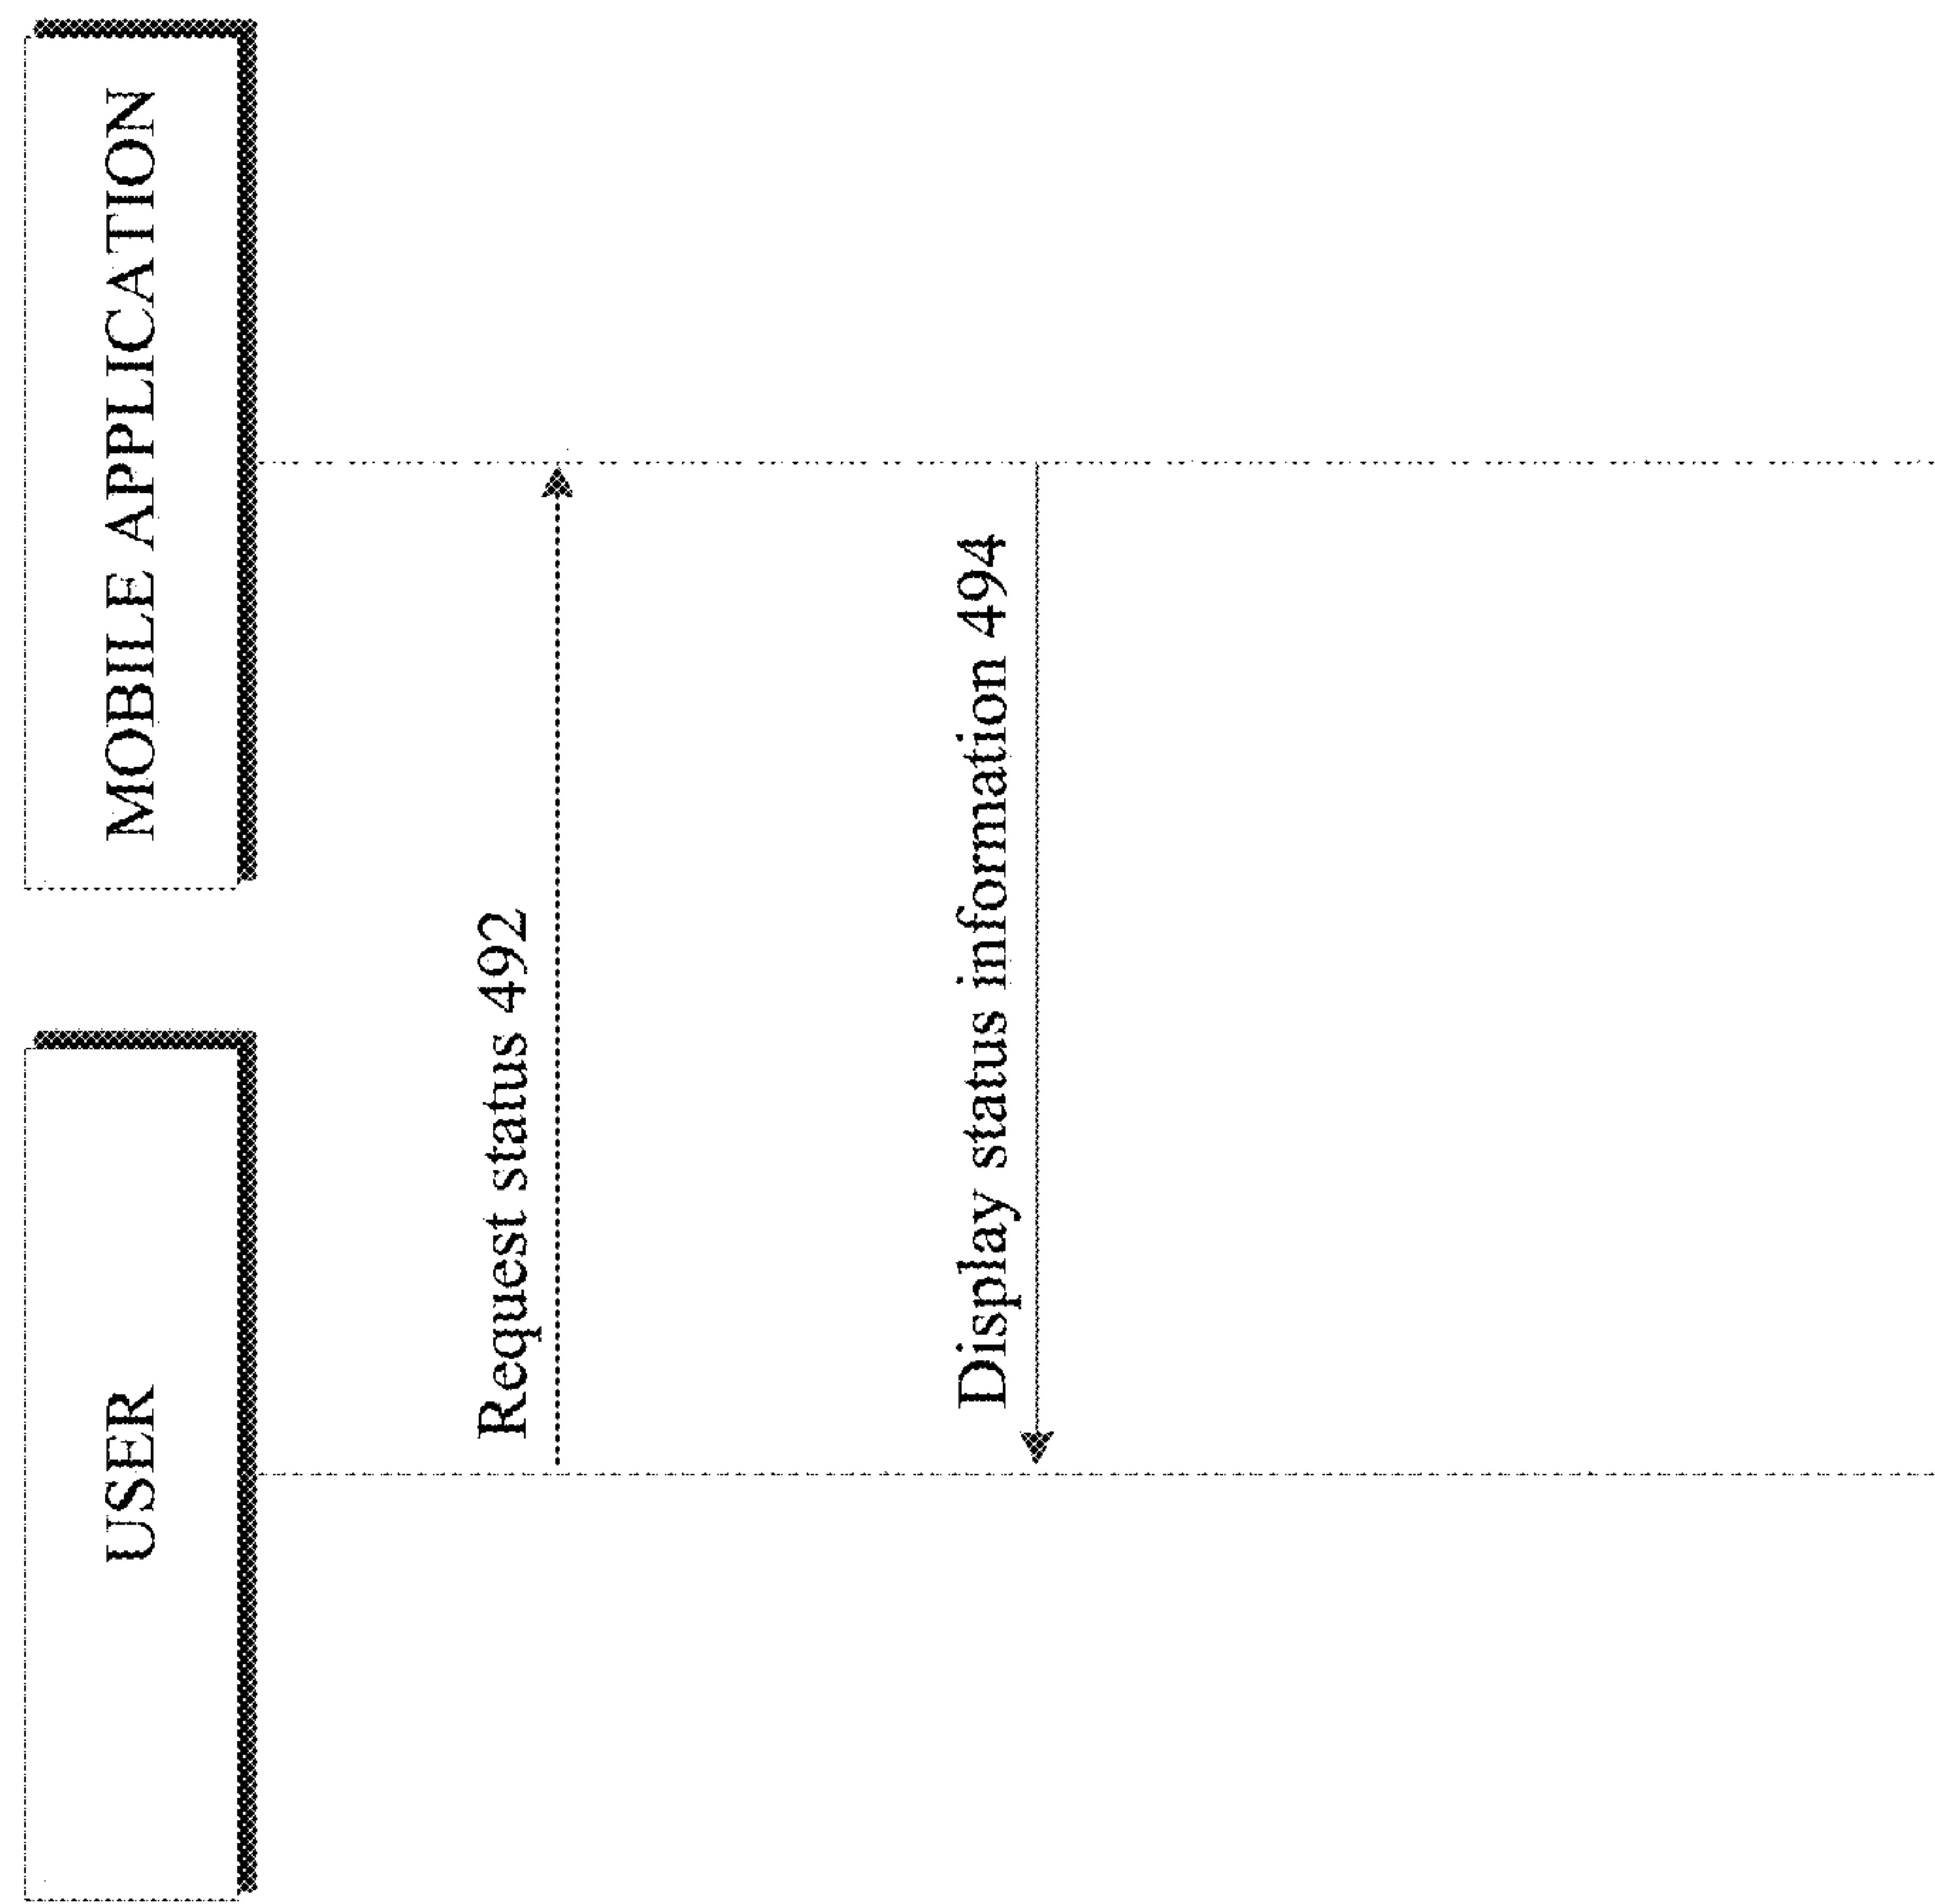 USER
MOBILE APPLICATION
Request status 492
Display status information 494